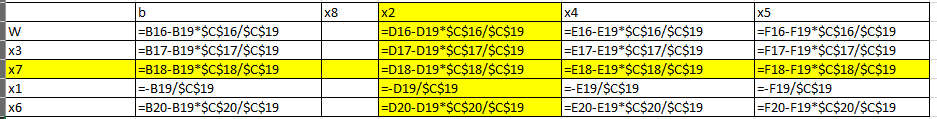 b x8 x2 x4 x5
W =B16-B19*$C$16/$C$19 =D16-D19*$C$16/$C$19 =E16-E19*$C$16/$C$19 =F16-F19*$C$16/$C$19
x3 =B17-B19*$C$17/$C$19 =D17-D19*$C$17/$C$19 =E17-E19*$C$17/$C$19 =F17-F19*$C$17/$C$19
x7 =B18-B19*$C$18/$C$19 =D18-D19*$C$18/$C$19 =E18-E19*$C$18/$C$19 =F18-F19*$C$18/$C$19
x1 =-B19/$C$19 =-D19/$C$19 =-E19/$C$19 =-F19/$C$19
x6 =B20-B19*$C$20/$C$19 =D20-D19*$C$20/$C$19 =E20-E19*$C$20/$C$19 =F20-F19*$C$20/$C$19